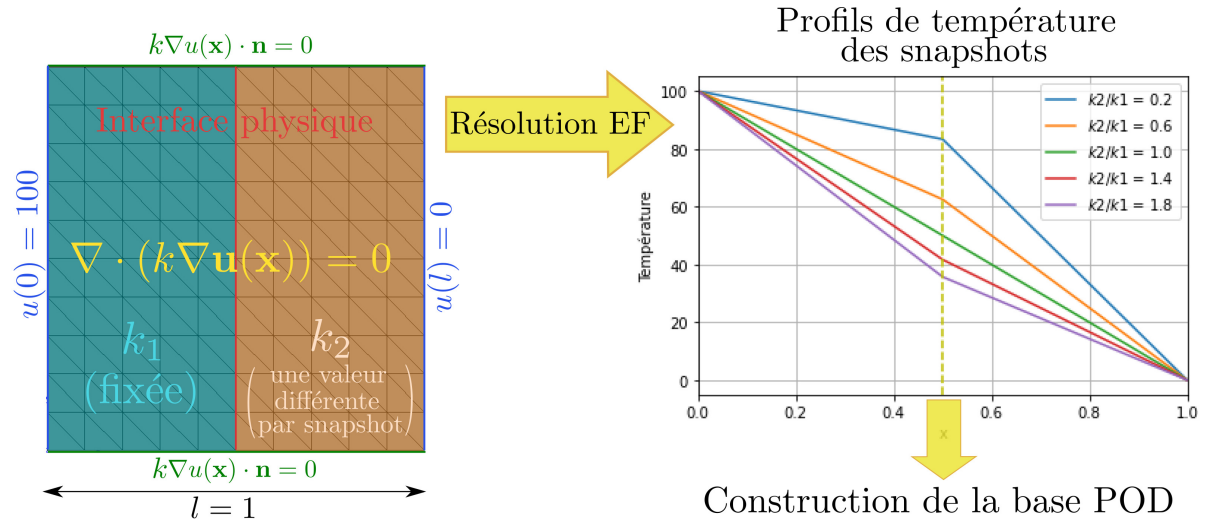 k∇u(𝐱) · 𝐧 = 0
Interface physique
u(0) = 100
∇ · (k∇𝐮(𝐱)) = 0
u(l) = 0
k₁
(fixée)
k₂
(une valeur
différente
par snapshot)
k∇u(𝐱) · 𝐧 = 0
l = 1
Résolution EF
Profils de température
des snapshots
Température
100
80
60
40
20
0
k2/k1 = 0.2
k2/k1 = 0.6
k2/k1 = 1.0
k2/k1 = 1.4
k2/k1 = 1.8
0.0 0.2 0.4 0.6 0.8 1.0
x
Construction de la base POD